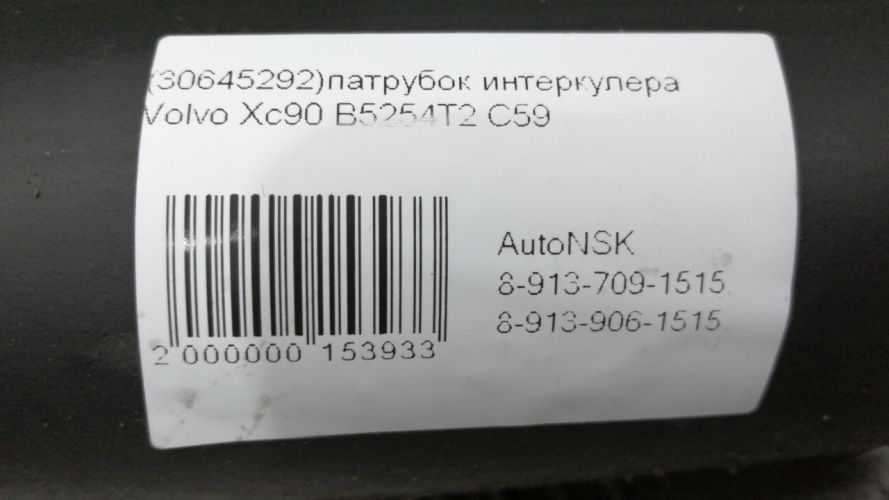 (30645292)патрубок интеркулера
Volvo Xc90 B5254T2 C59
AutoNSK
8-913-709-1515
8-913-906-1515
2 000000 153933